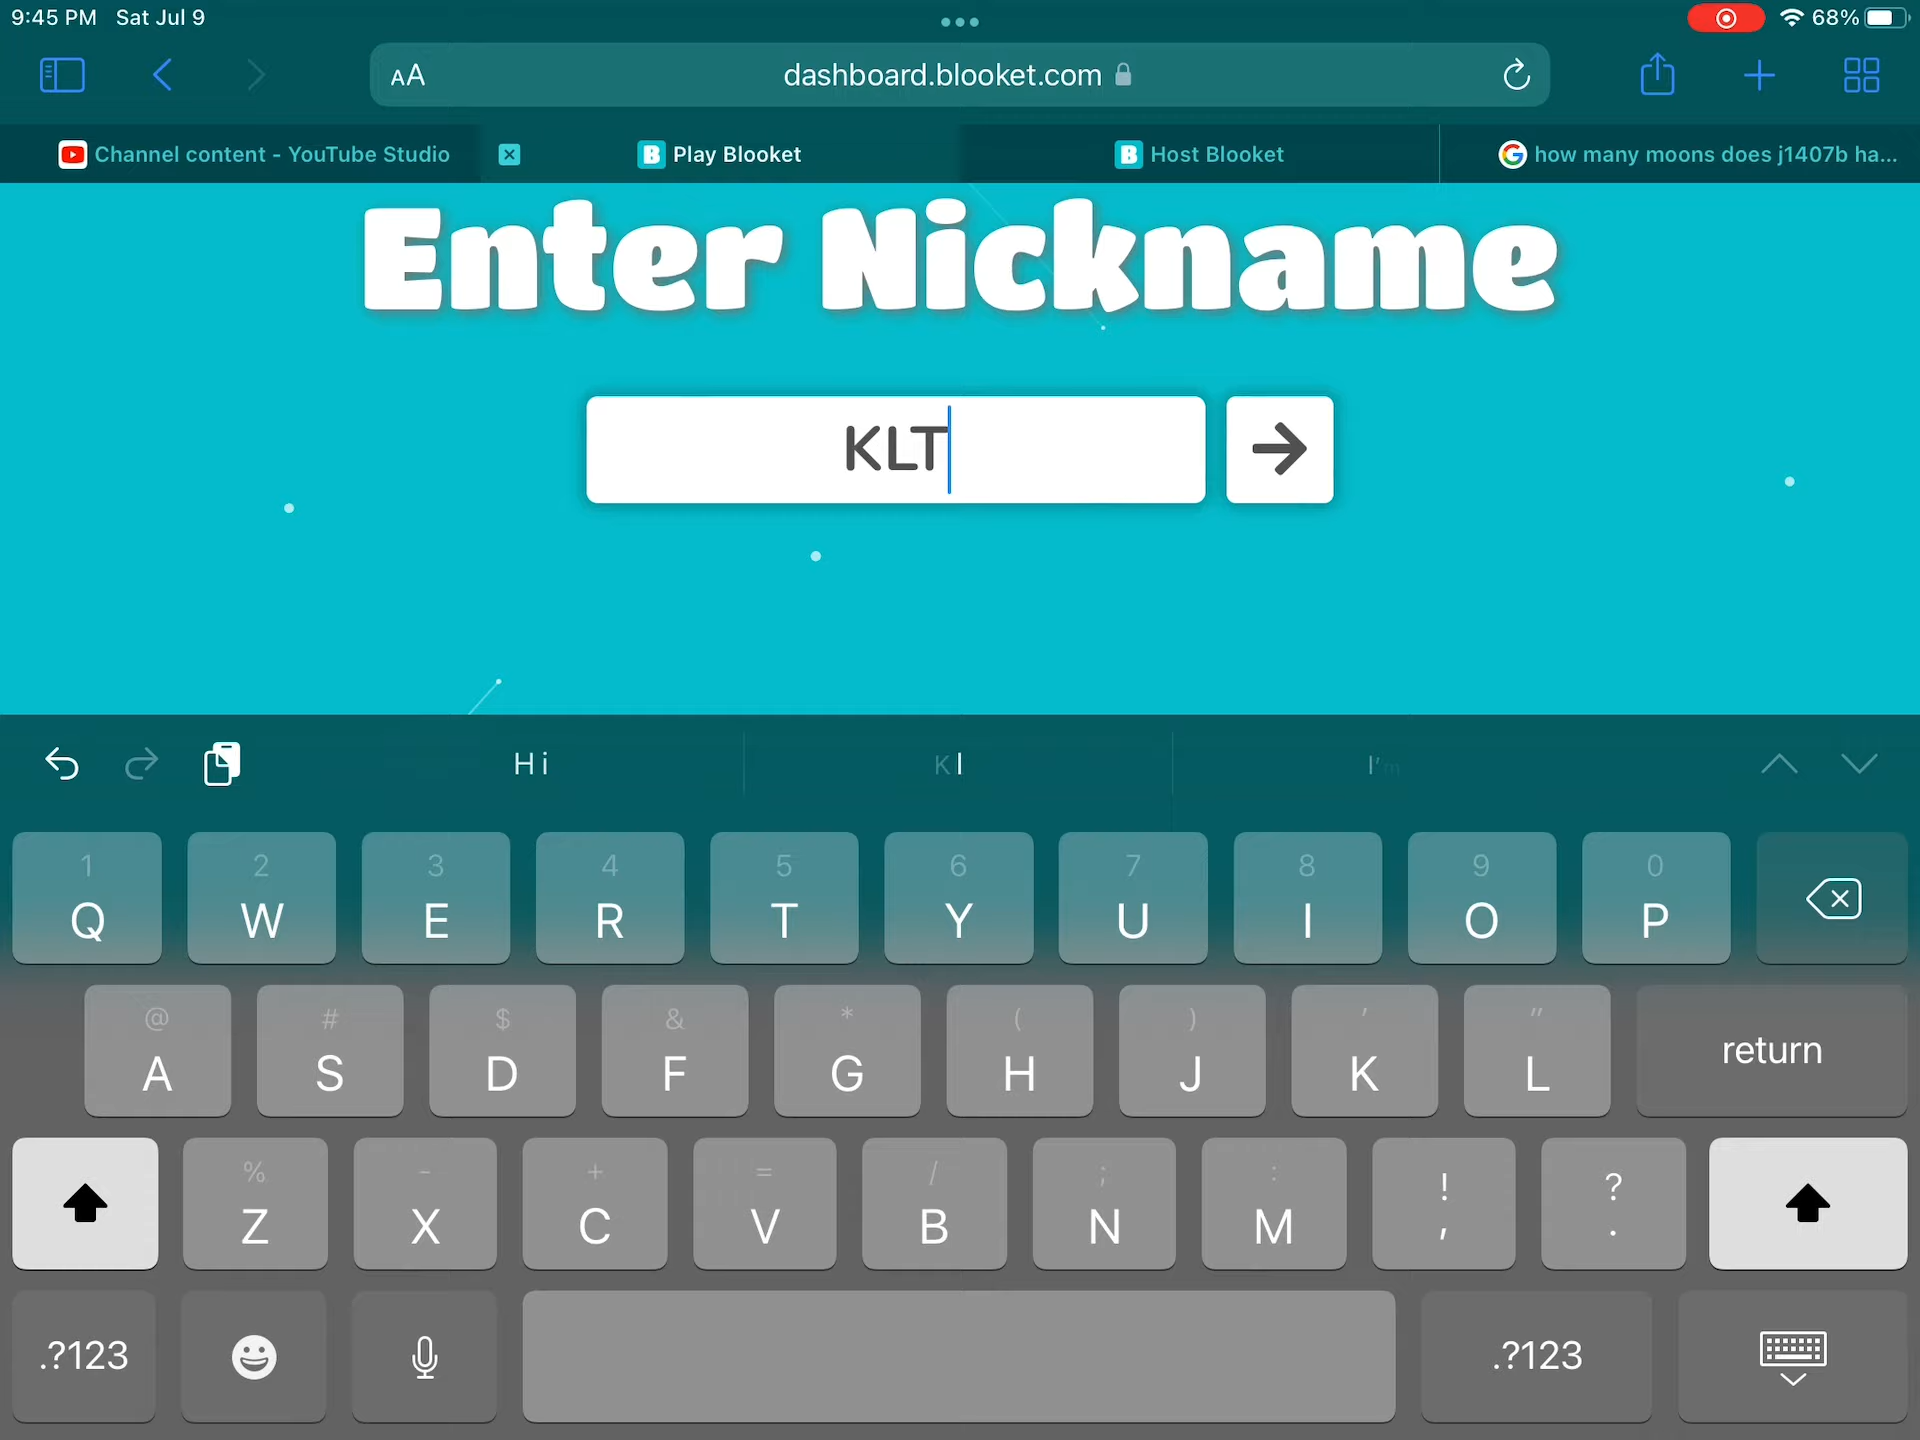 9:45 PM Sat Jul 9
68%
AA dashboard.blooket.com
Channel content - YouTube Studio
B Play Blooket
B Host Blooket
G how many moons does j1407b ha...
Enter Nickname
KLT
Hi Kl I'm
1 2 3 4 5 6 7 8 9 0
Q W E R T Y U I O P
@ # $ & * ( ) ' "
A S D F G H J K L return
% - + = / ; : ! ?
Z X C V B N M , .
.?123 .?123